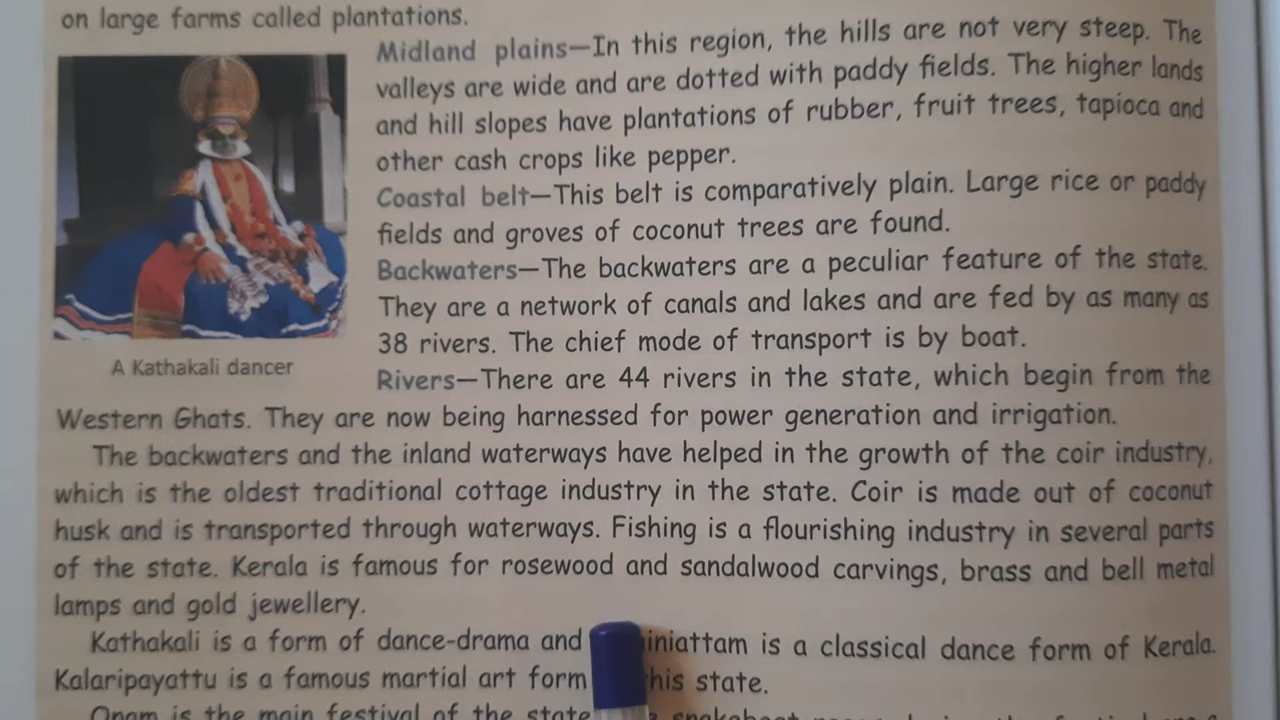 on large farms called plantations.
Midland plains—In this region, the hills are not very steep. The
valleys are wide and are dotted with paddy fields. The higher lands
and hill slopes have plantations of rubber, fruit trees, tapioca and
other cash crops like pepper.
Coastal belt—This belt is comparatively plain. Large rice or paddy
fields and groves of coconut trees are found.
Backwaters—The backwaters are a peculiar feature of the state.
They are a network of canals and lakes and are fed by as many as
38 rivers. The chief mode of transport is by boat.
A Kathakali dancer
Rivers—There are 44 rivers in the state, which begin from the
Western Ghats. They are now being harnessed for power generation and irrigation.
The backwaters and the inland waterways have helped in the growth of the coir industry,
which is the oldest traditional cottage industry in the state. Coir is made out of coconut
husk and is transported through waterways. Fishing is a flourishing industry in several parts
of the state. Kerala is famous for rosewood and sandalwood carvings, brass and bell metal
lamps and gold jewellery.
Kathakali is a form of dance-drama and iniattam is a classical dance form of Kerala.
Kalaripayattu is a famous martial art form his state.
Onam is the main festival of the state